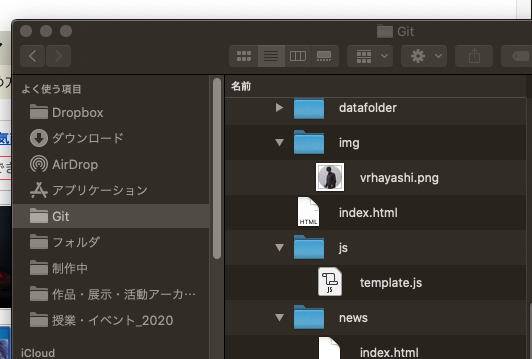 Git
よく使う項目
名前
datafolder
Dropbox
img
ダウンロード
vrhayashi.png
AirDrop
アプリケーション
HTML
index.html
Git
フォルダ
js
制作中
JS
template.js
作品・展示・活動アーカ…
授業・イベント_2020
news
iCloud
index.html